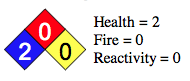 0
2
0
Health = 2
Fire = 0
Reactivity = 0